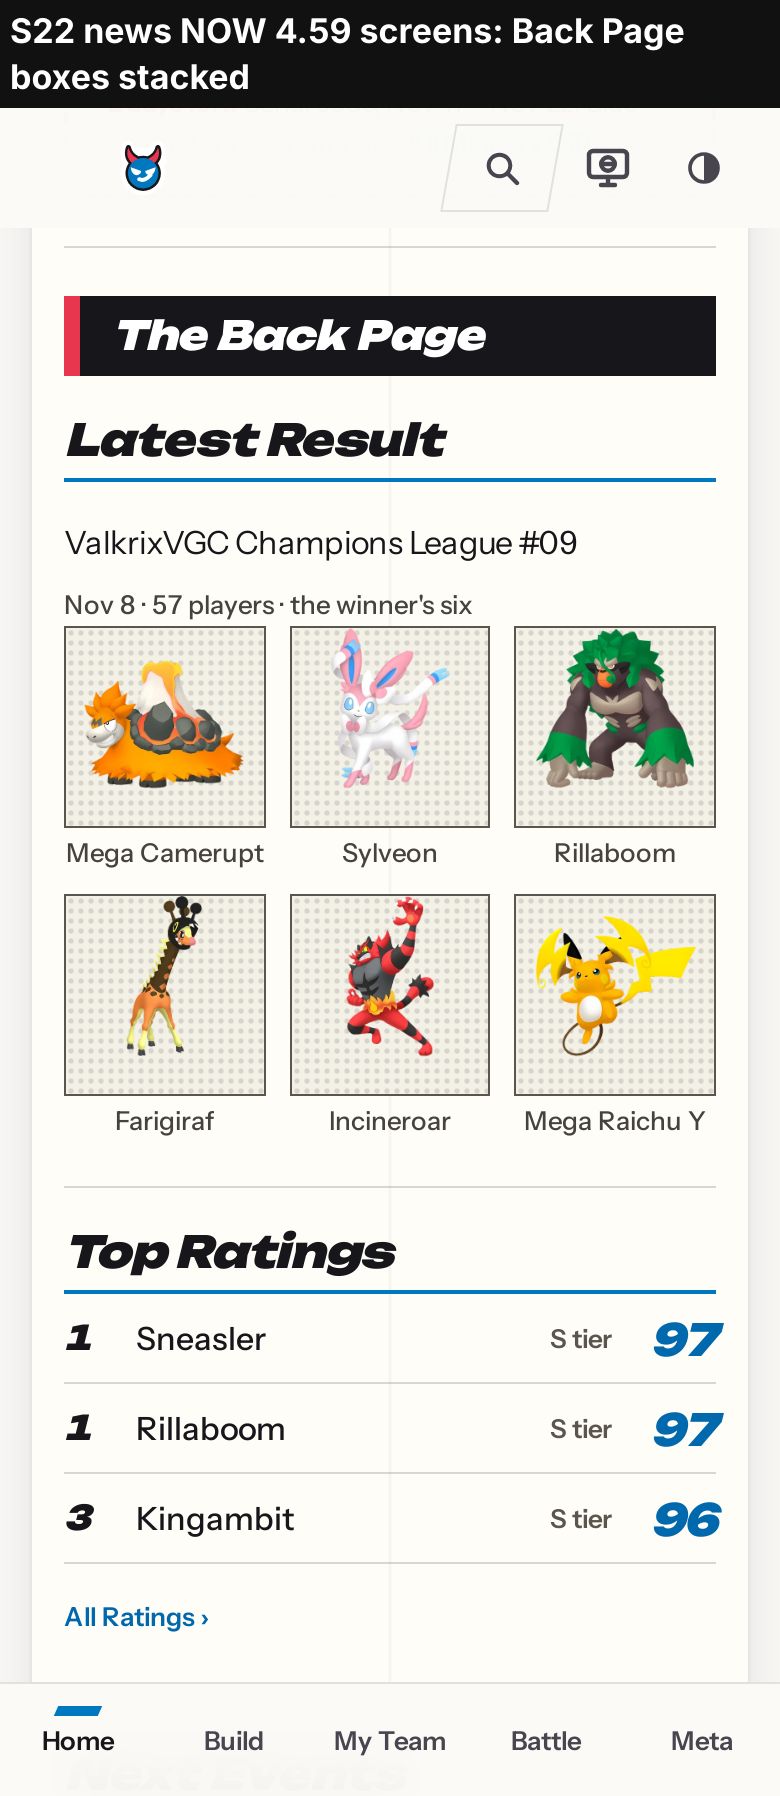 S22 news NOW 4.59 screens: Back Page
boxes stacked
The Back Page
Latest Result
ValkrixVGC Champions League #09
Nov 8 · 57 players · the winner's six
Mega Camerupt
Sylveon
Rillaboom
Farigiraf
Incineroar
Mega Raichu Y
Top Ratings
1 Sneasler S tier 97
1 Rillaboom S tier 97
3 Kingambit S tier 96
All Ratings ›
Home
Build
My Team
Battle
Meta
Next Events